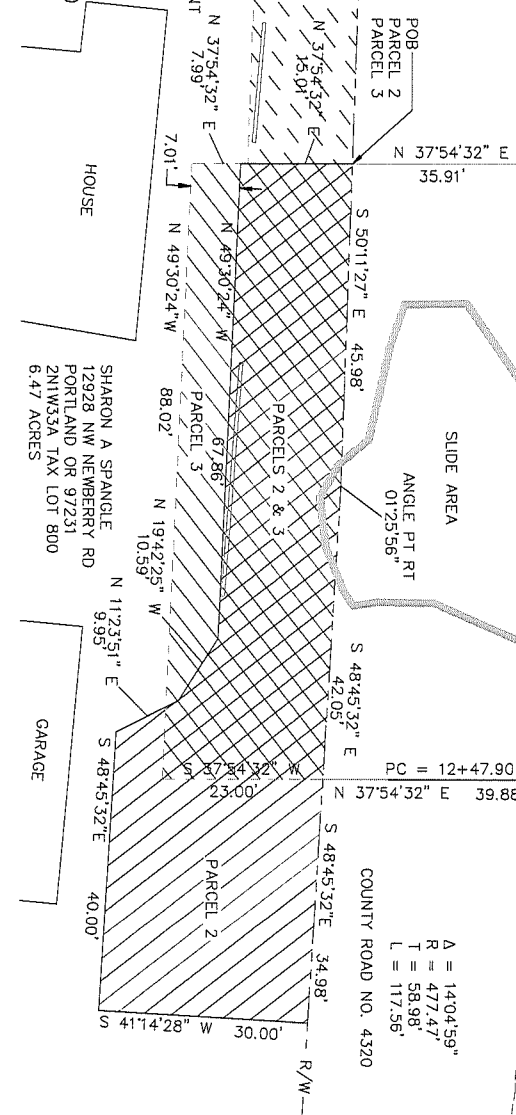 POB
PARCEL 2
PARCEL 3
N 37°54'32" E
15.01'
N 37°54'32" E
7.99'
7.01'
N 37°54'32" E
35.91'
HOUSE
S 50°11'27" E 45.98'
N 49°30'24" W
67.86'
N 49°30'24" W
88.02'
PARCEL 3
PARCELS 2 & 3
SLIDE AREA
ANGLE PT RT
01°25'56"
SHARON A SPANGLE
12928 NW NEWBERRY RD
PORTLAND OR 97231
2N1W33A TAX LOT 800
6.47 ACRES
N 19°42'25" W
10.59'
N 11°23'51" E
9.95'
S 48°45'32" E
42.05'
S 37°54'32" W
23.00'
PC = 12+47.90
N 37°54'32" E 39.88
GARAGE
S 48°45'32"E 40.00'
PARCEL 2
S 48°45'32"E 34.98'
S 41°14'28" W 30.00'
R/W
COUNTY ROAD NO. 4320
Δ = 14°04'59"
R = 477.47'
T = 58.98'
L = 117.56'